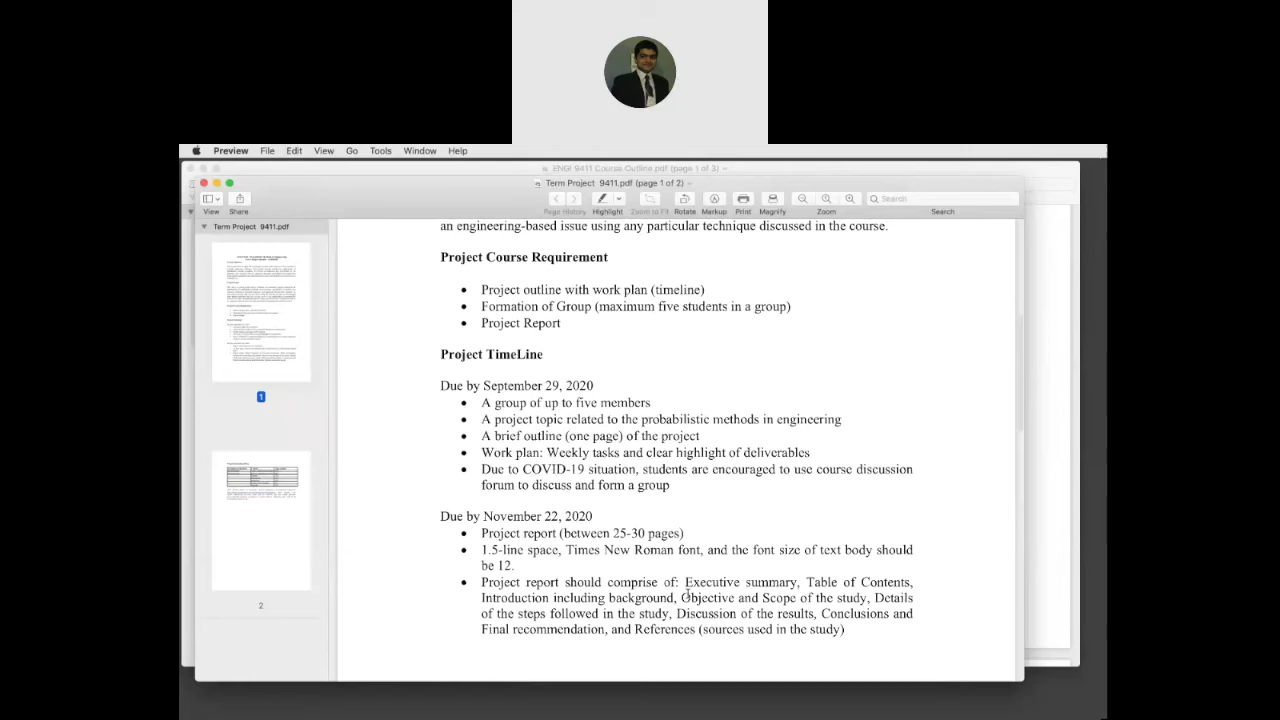 Preview File Edit View Go Tools Window Help
ENGI 9411 Course Outline.pdf (page 1 of 3)
Term Project 9411.pdf (page 1 of 2)
Search
View Share Page History Highlight Zoom to Fit Rotate Markup Print Magnify Zoom Search
Term Project 9411.pdf
1
2
an engineering-based issue using any particular technique discussed in the course.
Project Course Requirement
• Project outline with work plan (timeline)
• Formation of Group (maximum five students in a group)
• Project Report
Project TimeLine
Due by September 29, 2020
• A group of up to five members
• A project topic related to the probabilistic methods in engineering
• A brief outline (one page) of the project
• Work plan: Weekly tasks and clear highlight of deliverables
• Due to COVID-19 situation, students are encouraged to use course discussion
forum to discuss and form a group
Due by November 22, 2020
• Project report (between 25-30 pages)
• 1.5-line space, Times New Roman font, and the font size of text body should
be 12.
• Project report should comprise of: Executive summary, Table of Contents,
Introduction including background, Objective and Scope of the study, Details
of the steps followed in the study, Discussion of the results, Conclusions and
Final recommendation, and References (sources used in the study)